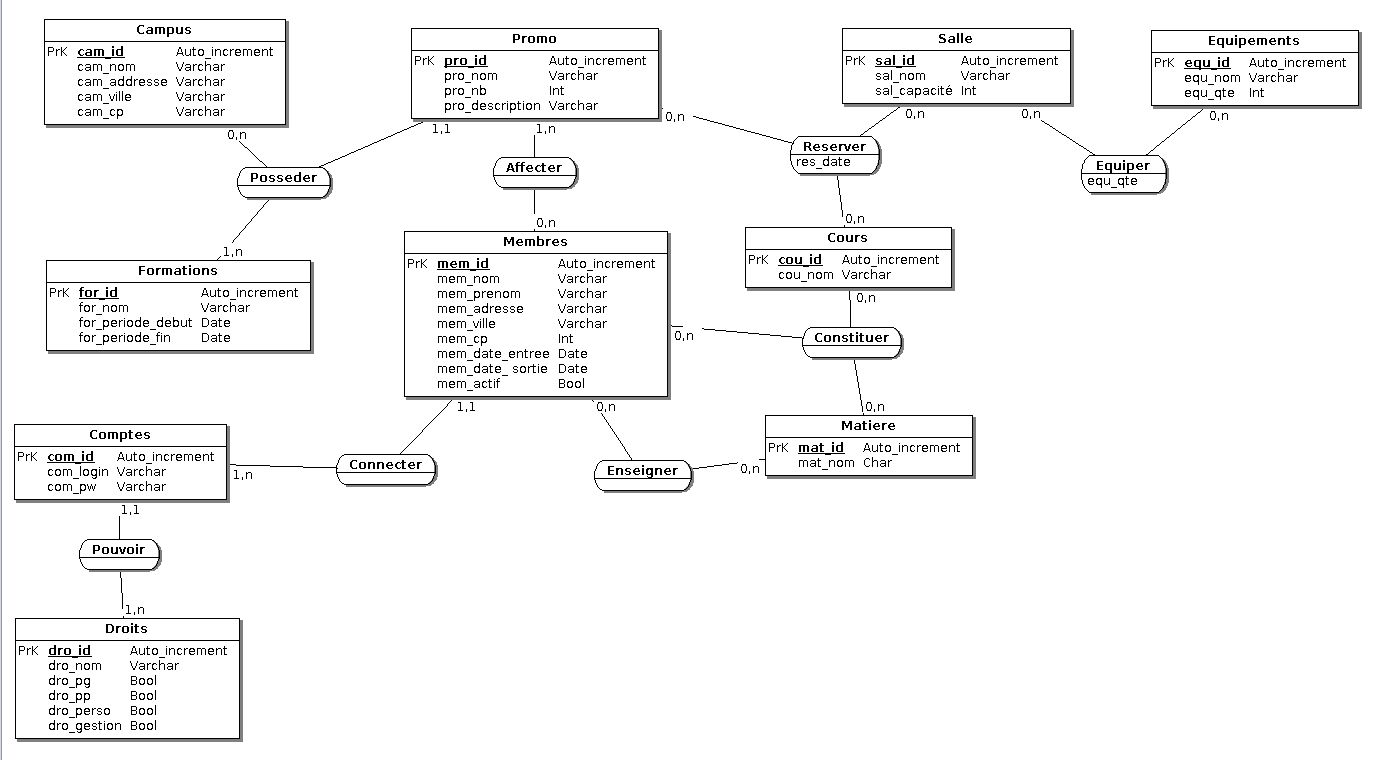 Campus
PrK cam_id Auto_increment
cam_nom Varchar
cam_addresse Varchar
cam_ville Varchar
cam_cp Varchar
0,n
Promo
PrK pro_id Auto_increment
pro_nom Varchar
pro_nb Int
pro_description Varchar
1,1
1,n
0,n
Salle
PrK sal_id Auto_increment
sal_nom Varchar
sal_capacité Int
0,n
0,n
Equipements
PrK equ_id Auto_increment
equ_nom Varchar
equ_qte Int
0,n
Posseder
Affecter
Reserver
res_date
Equiper
equ_qte
1,n
0,n
0,n
Formations
PrK for_id Auto_increment
for_nom Varchar
for_periode_debut Date
for_periode_fin Date
Membres
PrK mem_id Auto_increment
mem_nom Varchar
mem_prenom Varchar
mem_adresse Varchar
mem_ville Varchar
mem_cp Int
mem_date_entree Date
mem_date_ sortie Date
mem_actif Bool
0,n
1,1
0,n
Cours
PrK cou_id Auto_increment
cou_nom Varchar
0,n
Constituer
0,n
Matiere
PrK mat_id Auto_increment
mat_nom Char
0,n
Enseigner
Connecter
Comptes
PrK com_id Auto_increment
com_login Varchar
com_pw Varchar
1,n
1,1
Pouvoir
1,n
Droits
PrK dro_id Auto_increment
dro_nom Varchar
dro_pg Bool
dro_pp Bool
dro_perso Bool
dro_gestion Bool